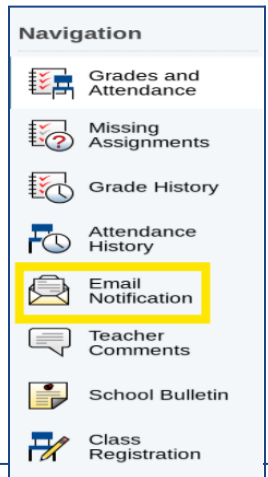 Navigation
Grades and
Attendance
Missing
Assignments
Grade History
Attendance
History
Email
Notification
Teacher
Comments
School Bulletin
Class
Registration